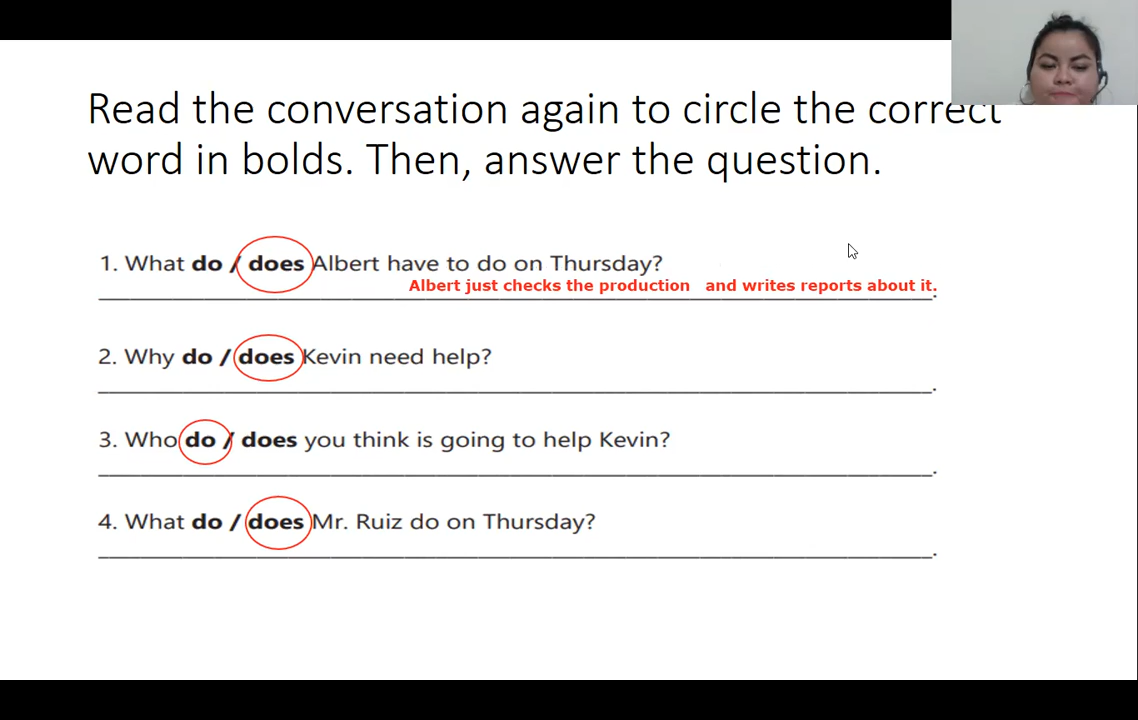 Read the conversation again to circle the correct
word in bolds. Then, answer the question.
1. What do / does Albert have to do on Thursday?
Albert just checks the production and writes reports about it.
2. Why do / does Kevin need help?
3. Who do / does you think is going to help Kevin?
4. What do / does Mr. Ruiz do on Thursday?